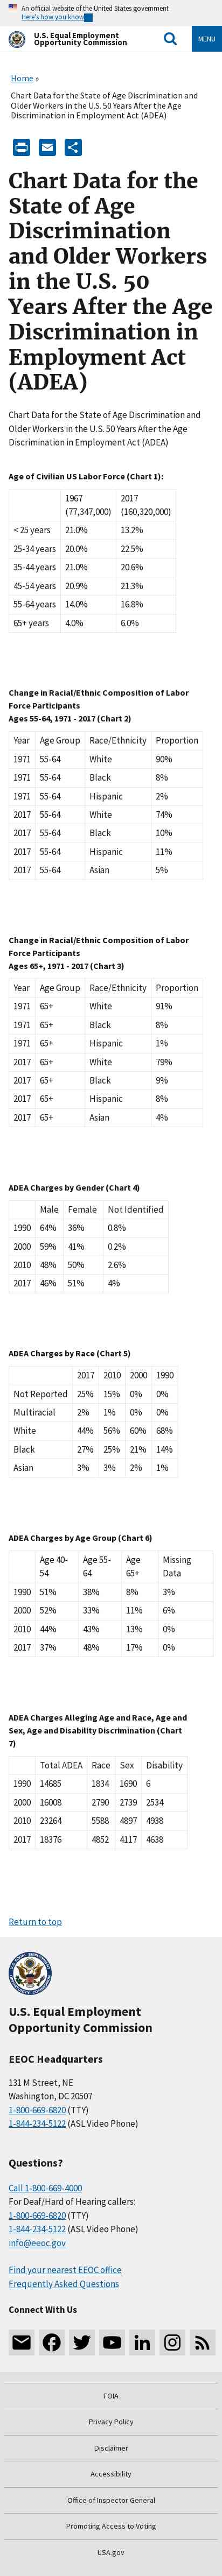 An official website of the United States government
Here's how you know
U.S. Equal Employment
Opportunity Commission
MENU
Home »
Chart Data for the State of Age Discrimination and
Older Workers in the U.S. 50 Years After the Age
Discrimination in Employment Act (ADEA)
Chart Data for the
State of Age
Discrimination
and Older Workers
in the U.S. 50
Years After the Age
Discrimination in
Employment Act
(ADEA)
Chart Data for the State of Age Discrimination and
Older Workers in the U.S. 50 Years After the Age
Discrimination in Employment Act (ADEA)
Age of Civilian US Labor Force (Chart 1):
1967 2017
(77,347,000) (160,320,000)
< 25 years 21.0% 13.2%
25-34 years 20.0% 22.5%
35-44 years 21.0% 20.6%
45-54 years 20.9% 21.3%
55-64 years 14.0% 16.8%
65+ years 4.0% 6.0%
Change in Racial/Ethnic Composition of Labor
Force Participants
Ages 55-64, 1971 - 2017 (Chart 2)
Year Age Group Race/Ethnicity Proportion
1971 55-64 White 90%
1971 55-64 Black 8%
1971 55-64 Hispanic 2%
2017 55-64 White 74%
2017 55-64 Black 10%
2017 55-64 Hispanic 11%
2017 55-64 Asian 5%
Change in Racial/Ethnic Composition of Labor
Force Participants
Ages 65+, 1971 - 2017 (Chart 3)
Year Age Group Race/Ethnicity Proportion
1971 65+ White 91%
1971 65+ Black 8%
1971 65+ Hispanic 1%
2017 65+ White 79%
2017 65+ Black 9%
2017 65+ Hispanic 8%
2017 65+ Asian 4%
ADEA Charges by Gender (Chart 4)
Male Female Not Identified
1990 64% 36% 0.8%
2000 59% 41% 0.2%
2010 48% 50% 2.6%
2017 46% 51% 4%
ADEA Charges by Race (Chart 5)
2017 2010 2000 1990
Not Reported 25% 15% 0% 0%
Multiracial 2% 1% 0% 0%
White 44% 56% 60% 68%
Black 27% 25% 21% 14%
Asian 3% 3% 2% 1%
ADEA Charges by Age Group (Chart 6)
Age 40- Age 55- Age Missing
54 64 65+ Data
1990 51% 38% 8% 3%
2000 52% 33% 11% 6%
2010 44% 43% 13% 0%
2017 37% 48% 17% 0%
ADEA Charges Alleging Age and Race, Age and
Sex, Age and Disability Discrimination (Chart
7)
Total ADEA Race Sex Disability
1990 14685 1834 1690 6
2000 16008 2790 2739 2534
2010 23264 5588 4897 4938
2017 18376 4852 4117 4638
Return to top
U.S. Equal Employment
Opportunity Commission
EEOC Headquarters
131 M Street, NE
Washington, DC 20507
1-800-669-6820 (TTY)
1-844-234-5122 (ASL Video Phone)
Questions?
Call 1-800-669-4000
For Deaf/Hard of Hearing callers:
1-800-669-6820 (TTY)
1-844-234-5122 (ASL Video Phone)
info@eeoc.gov
Find your nearest EEOC office
Frequently Asked Questions
Connect With Us
FOIA
Privacy Policy
Disclaimer
Accessibility
Office of Inspector General
Promoting Access to Voting
USA.gov